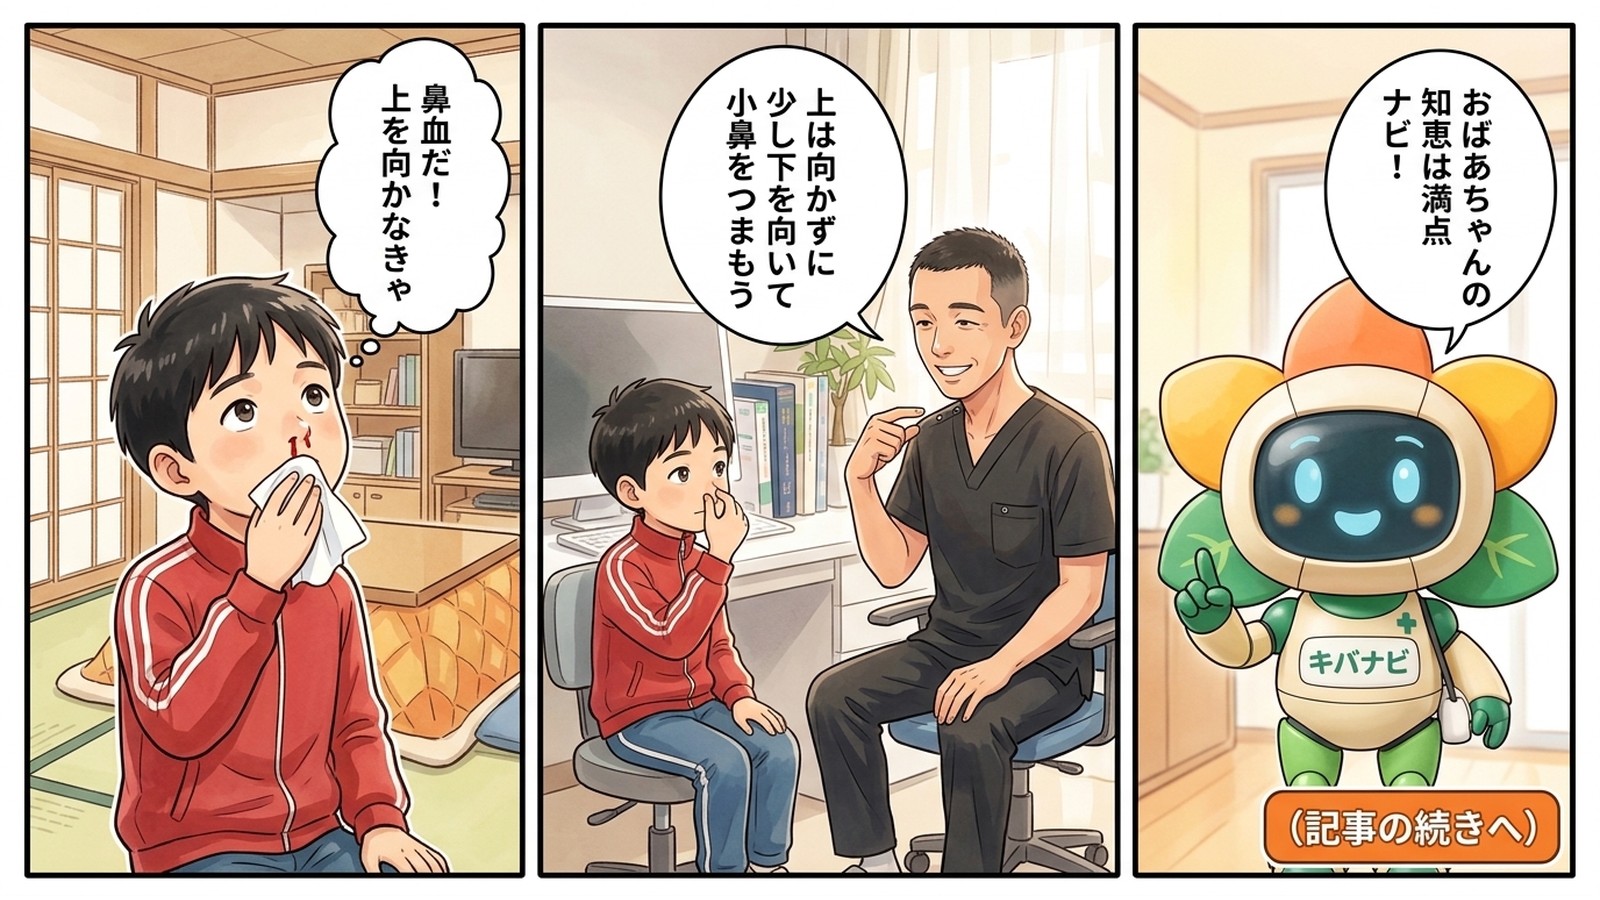 鼻血だ！
上を向かなきゃ
上は向かずに
少し下を向いて
小鼻をつまもう
おばあちゃんの
知恵は満点
ナビ！
キバナビ
（記事の続きへ）